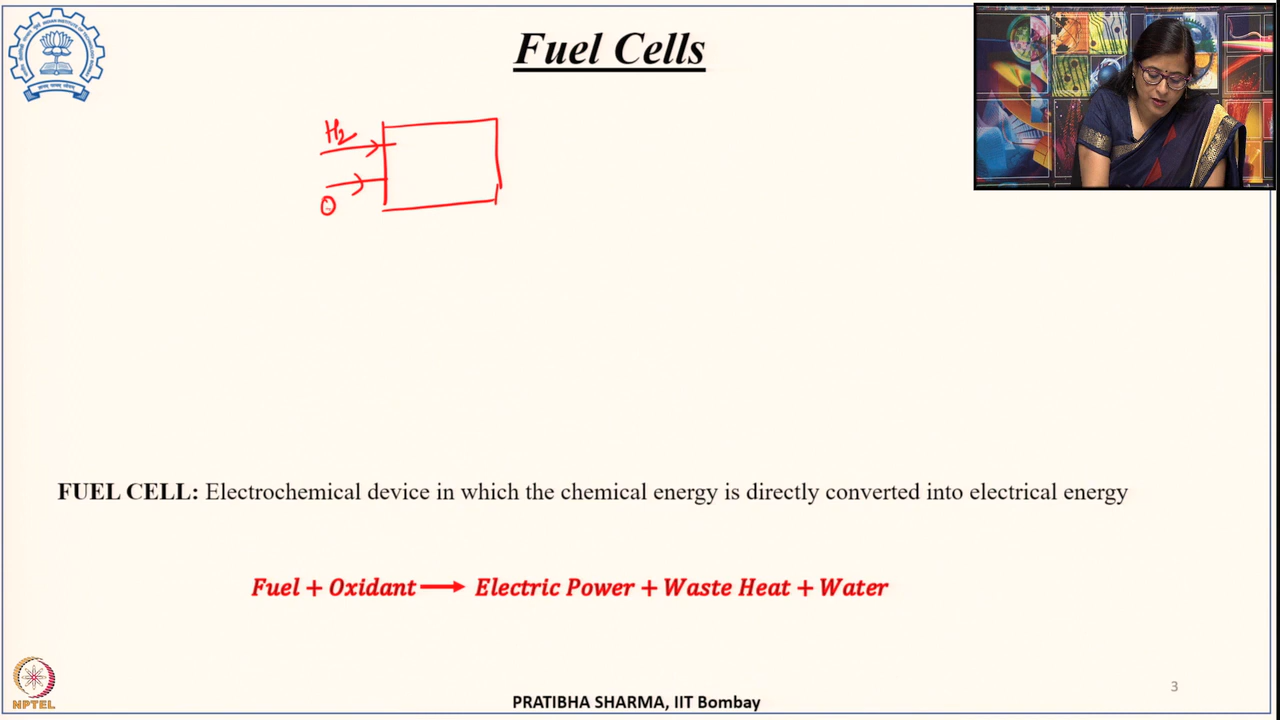 Fuel Cells
H2
O
FUEL CELL: Electrochemical device in which the chemical energy is directly converted into electrical energy
Fuel + Oxidant ⟶ Electric Power + Waste Heat + Water
NPTEL
PRATIBHA SHARMA, IIT Bombay
3